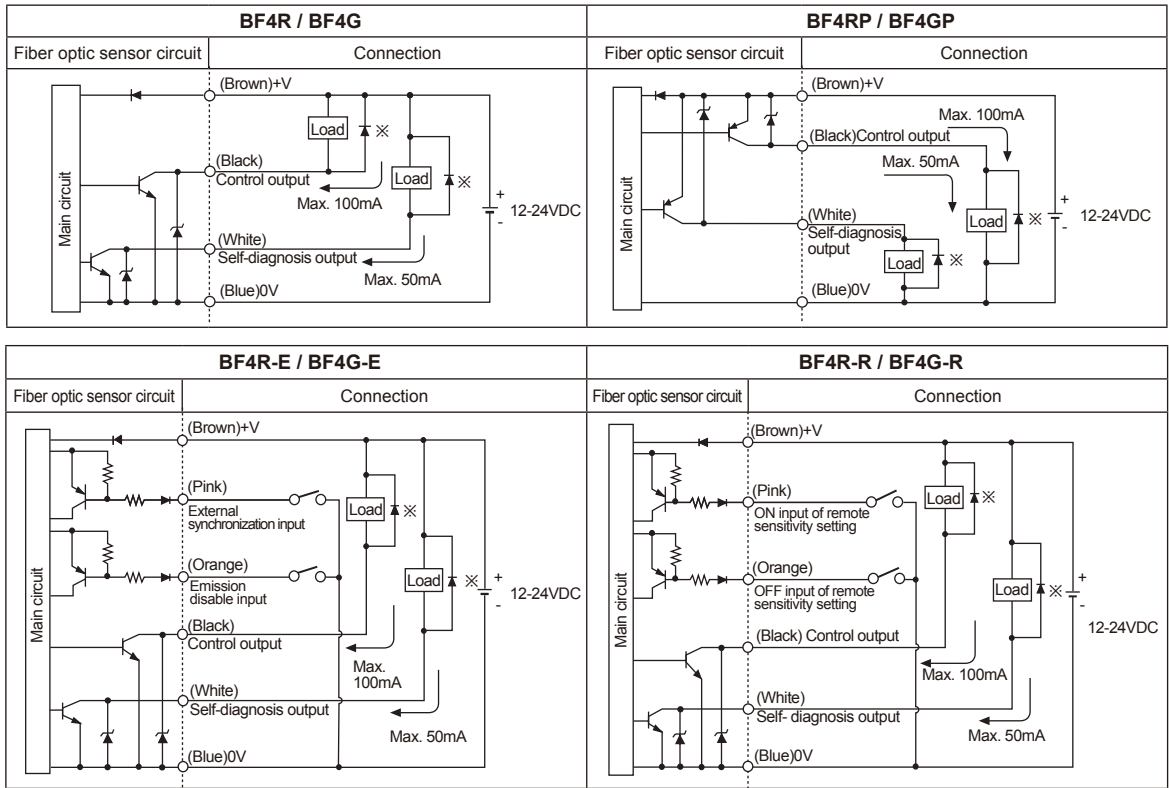 BF4R / BF4G
Fiber optic sensor circuit
Connection
Main circuit
(Brown)+V
Load
※
(Black)
Control output
Max. 100mA
Load
※
+
-
12-24VDC
(White)
Self-diagnosis output
Max. 50mA
(Blue)0V
BF4RP / BF4GP
Fiber optic sensor circuit
Connection
Main circuit
(Brown)+V
Max. 100mA
(Black)Control output
Max. 50mA
(White)
Self-diagnosis
output
Load
※
Load
※
+
-
12-24VDC
(Blue)0V
BF4R-E / BF4G-E
Fiber optic sensor circuit
Connection
Main circuit
(Brown)+V
(Pink)
External
synchronization input
Load
※
(Orange)
Emission
disable input
Load
※
+
-
12-24VDC
(Black)
Control output
Max.
100mA
(White)
Self-diagnosis output
Max. 50mA
(Blue)0V
BF4R-R / BF4G-R
Fiber optic sensor circuit
Connection
Main circuit
(Brown)+V
(Pink)
ON input of remote
sensitivity setting
Load
※
(Orange)
OFF input of remote
sensitivity setting
Load
※
+
-
12-24VDC
(Black) Control output
Max. 100mA
(White)
Self- diagnosis output
Max. 50mA
(Blue)0V